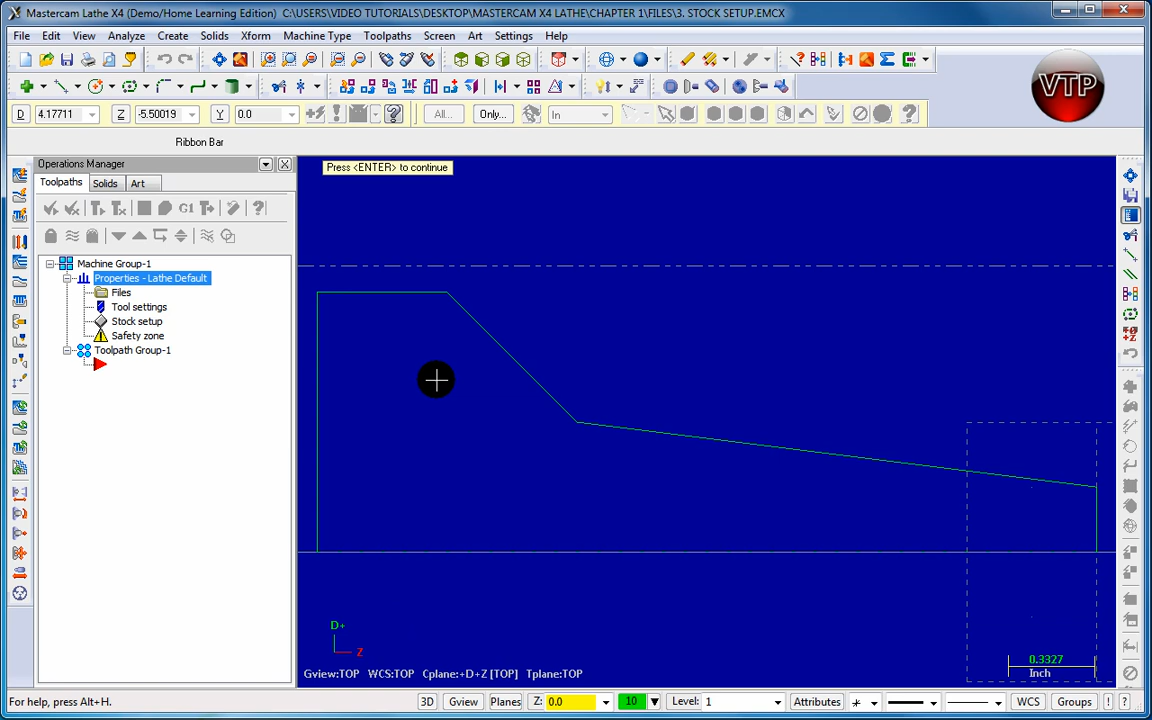 Mastercam Lathe X4 (Demo/Home Learning Edition)  C:\USERS\VIDEO TUTORIALS\DESKTOP\MASTERCAM X4 LATHE\CHAPTER 1\FILES\3. STOCK SETUP.EMCX
File Edit View Analyze Create Solids Xform Machine Type Toolpaths Screen Art Settings Help
VTP
D 4.17711 Z -5.50019 Y 0.0 All... Only... In
Ribbon Bar
Operations Manager
Press <ENTER> to continue
Toolpaths Solids Art
G1
Machine Group-1
Properties - Lathe Default
Files
Tool settings
Stock setup
Safety zone
Toolpath Group-1
D+
Z
0.3327
Inch
Gview:TOP WCS:TOP Cplane:+D+Z [TOP] Tplane:TOP
For help, press Alt+H. 3D Gview Planes Z: 0.0 10 Level: 1 Attributes WCS Groups ! ?